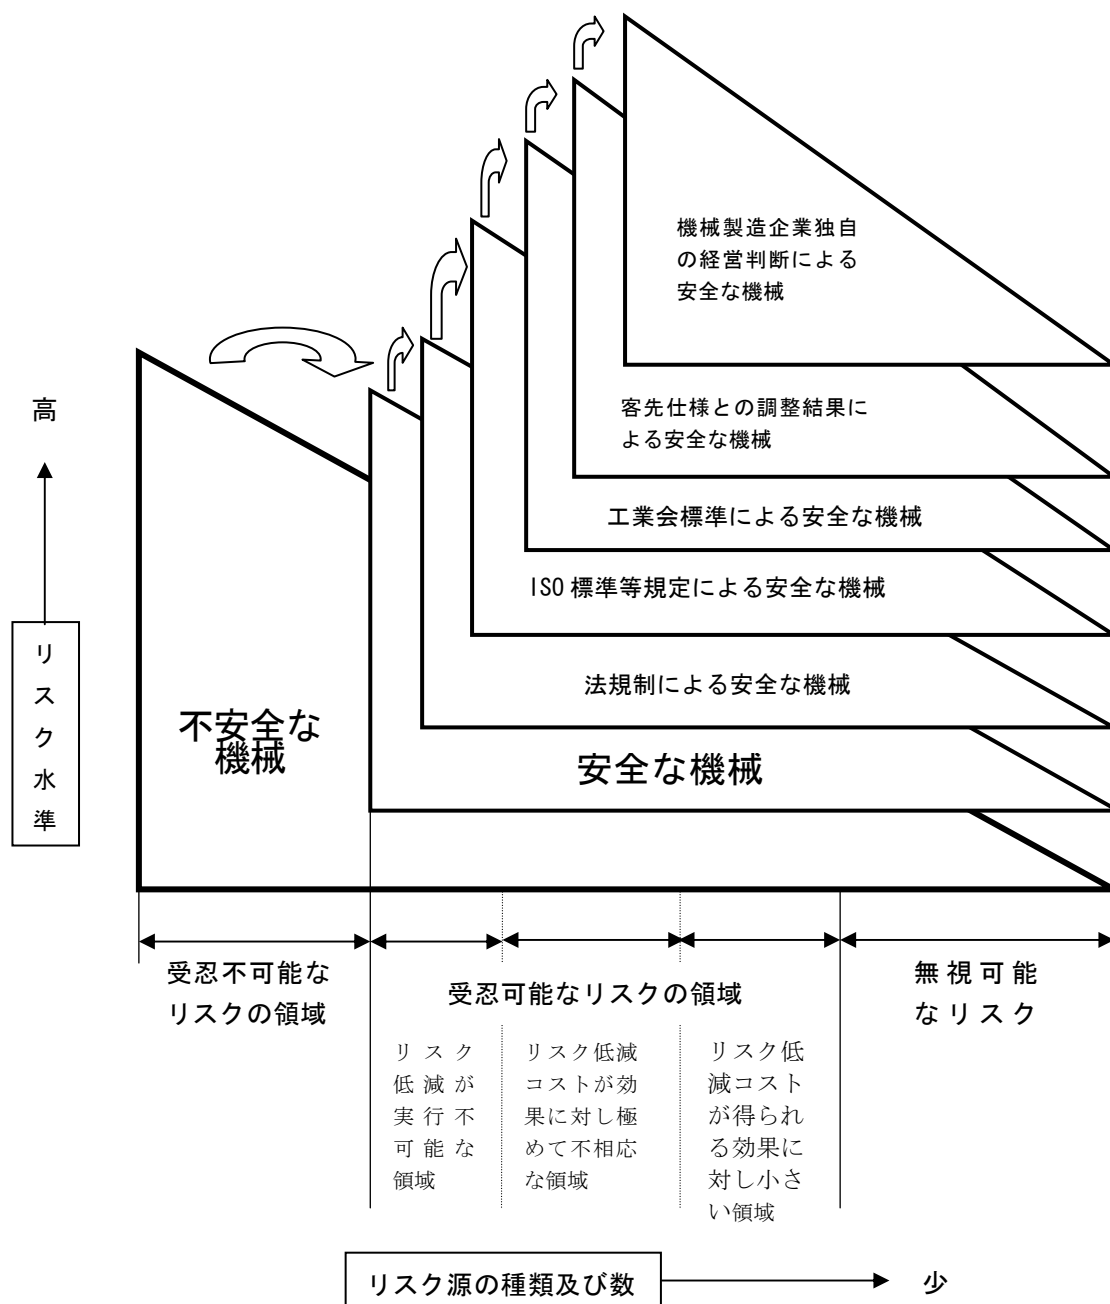 機械製造企業独自
の経営判断による
安全な機械
客先仕様との調整結果に
よる安全な機械
工業会標準による安全な機械
ISO 標準等規定による安全な機械
法規制による安全な機械
安全な機械
不安全な
機械
高
リスク水準
受忍不可能な
リスクの領域
受忍可能なリスクの領域
無視可能
なリスク
リスク
低減が
実行不
可能な
領域
リスク低減
コストが効
果に対し極
めて不相応
な領域
リスク低
減コスト
が得られ
る効果に
対し小さ
い領域
リスク源の種類及び数
少